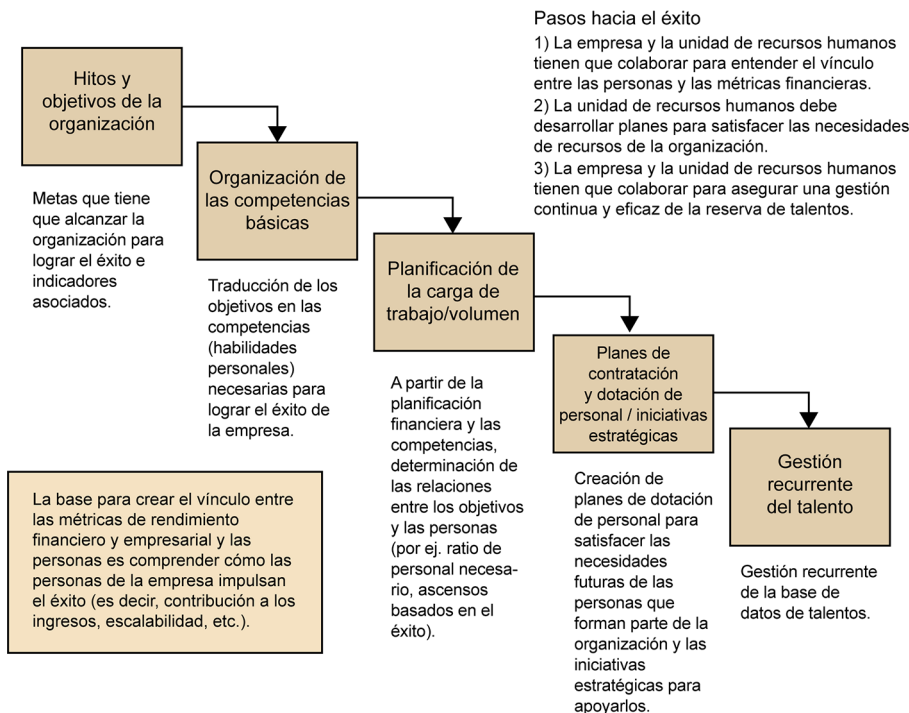 Pasos hacia el éxito
1) La empresa y la unidad de recursos humanos
tienen que colaborar para entender el vínculo
entre las personas y las métricas financieras.
2) La unidad de recursos humanos debe
desarrollar planes para satisfacer las necesidades
de recursos de la organización.
3) La empresa y la unidad de recursos humanos
tienen que colaborar para asegurar una gestión
continua y eficaz de la reserva de talentos.
Hitos y
objetivos de la
organización
Metas que tiene
que alcanzar la
organización para
lograr el éxito e
indicadores
asociados.
Organización de
las competencias
básicas
Traducción de los
objetivos en las
competencias
(habilidades
personales)
necesarias para
lograr el éxito de
la empresa.
Planificación de
la carga de
trabajo/volumen
A partir de la
planificación
financiera y las
competencias,
determinación de
las relaciones
entre los objetivos
y las personas
(por ej. ratio de
personal necesa-
rio, ascensos
basados en el
éxito).
Planes de
contratación
y dotación de
personal / iniciativas
estratégicas
Creación de
planes de dotación
de personal para
satisfacer las
necesidades
futuras de las
personas que
forman parte de la
organización y las
iniciativas
estratégicas para
apoyarlos.
Gestión
recurrente
del talento
Gestión recurrente
de la base de
datos de talentos.
La base para crear el vínculo entre
las métricas de rendimiento
financiero y empresarial y las
personas es comprender cómo las
personas de la empresa impulsan
el éxito (es decir, contribución a los
ingresos, escalabilidad, etc.).